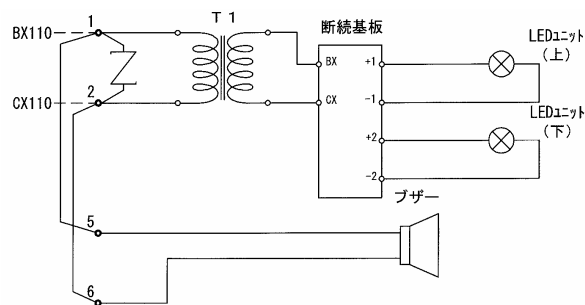 BX110
1
T1
断続基板
LEDユニット
(上)
BX
+1
CX110
2
CX
-1
LEDユニット
(下)
+2
-2
ブザー
5
6